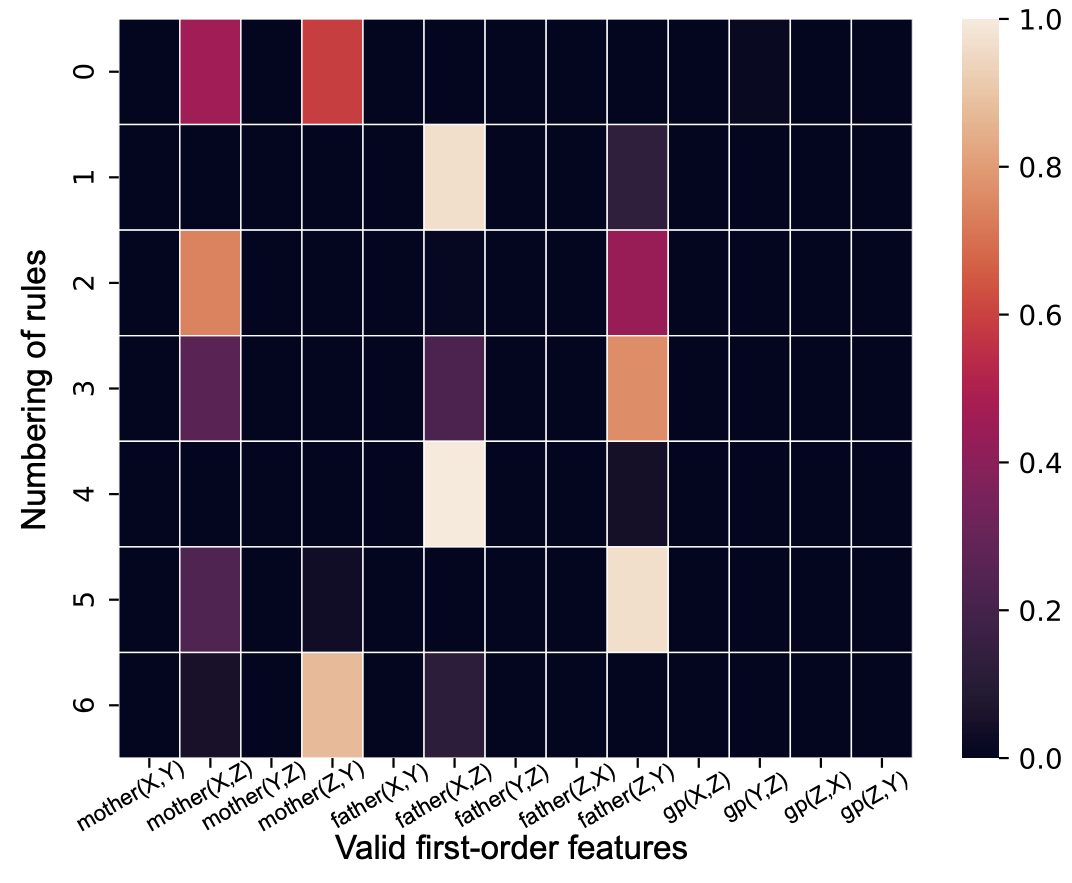 0
1
2
3
4
5
6
Numbering of rules
mother(X,Y)
mother(X,Z)
mother(Y,Z)
mother(Z,Y)
father(X,Y)
father(X,Z)
father(Y,Z)
father(Z,X)
father(Z,Y)
gp(X,Z)
gp(Y,Z)
gp(Z,X)
gp(Z,Y)
Valid first-order features
1.0
0.8
0.6
0.4
0.2
0.0